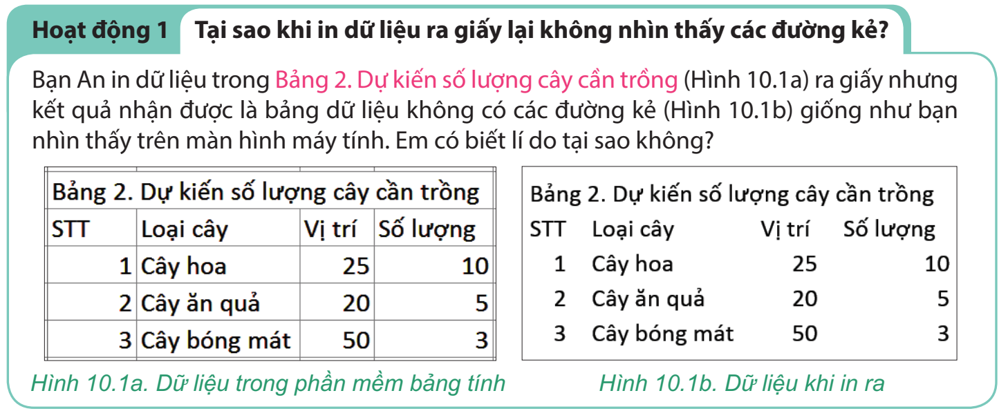 Hoạt động 1 Tại sao khi in dữ liệu ra giấy lại không nhìn thấy các đường kẻ?
Bạn An in dữ liệu trong Bảng 2. Dự kiến số lượng cây cần trồng (Hình 10.1a) ra giấy nhưng
kết quả nhận được là bảng dữ liệu không có các đường kẻ (Hình 10.1b) giống như bạn
nhìn thấy trên màn hình máy tính. Em có biết lí do tại sao không?
Bảng 2. Dự kiến số lượng cây cần trồng
STT Loại cây Vị trí Số lượng
1 Cây hoa 25 10
2 Cây ăn quả 20 5
3 Cây bóng mát 50 3
Hình 10.1a. Dữ liệu trong phần mềm bảng tính
Bảng 2. Dự kiến số lượng cây cần trồng
STT Loại cây Vị trí Số lượng
1 Cây hoa 25 10
2 Cây ăn quả 20 5
3 Cây bóng mát 50 3
Hình 10.1b. Dữ liệu khi in ra